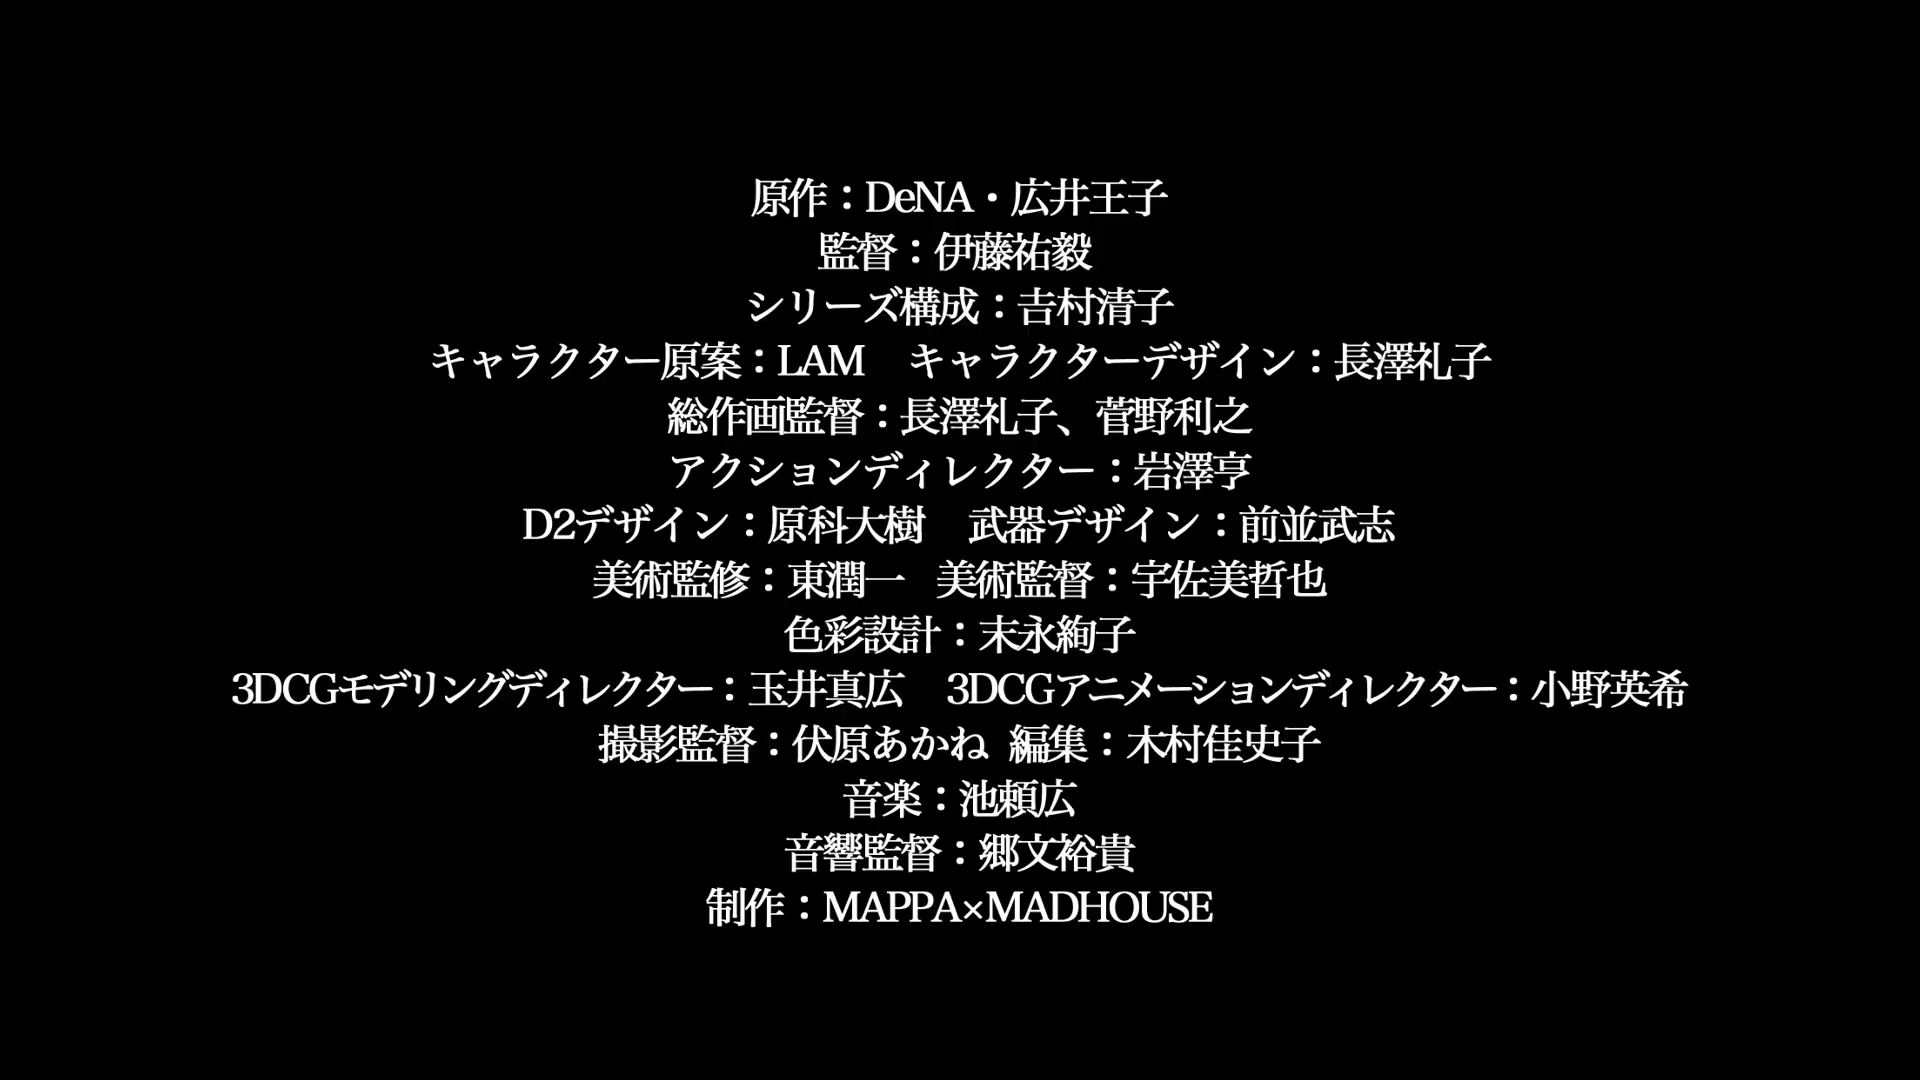 原作：DeNA・広井王子
監督：伊藤祐毅
シリーズ構成：𠮷村清子
キャラクター原案：LAM　キャラクターデザイン：長澤礼子
総作画監督：長澤礼子、菅野利之
アクションディレクター：岩澤亨
D2デザイン：原科大樹　武器デザイン：前並武志
美術監修：東潤一　美術監督：宇佐美哲也
色彩設計：末永絢子
3DCGモデリングディレクター：玉井真広　3DCGアニメーションディレクター：小野英希
撮影監督：伏原あかね 編集：木村佳史子
音楽：池頼広
音響監督：郷文裕貴
制作：MAPPA×MADHOUSE